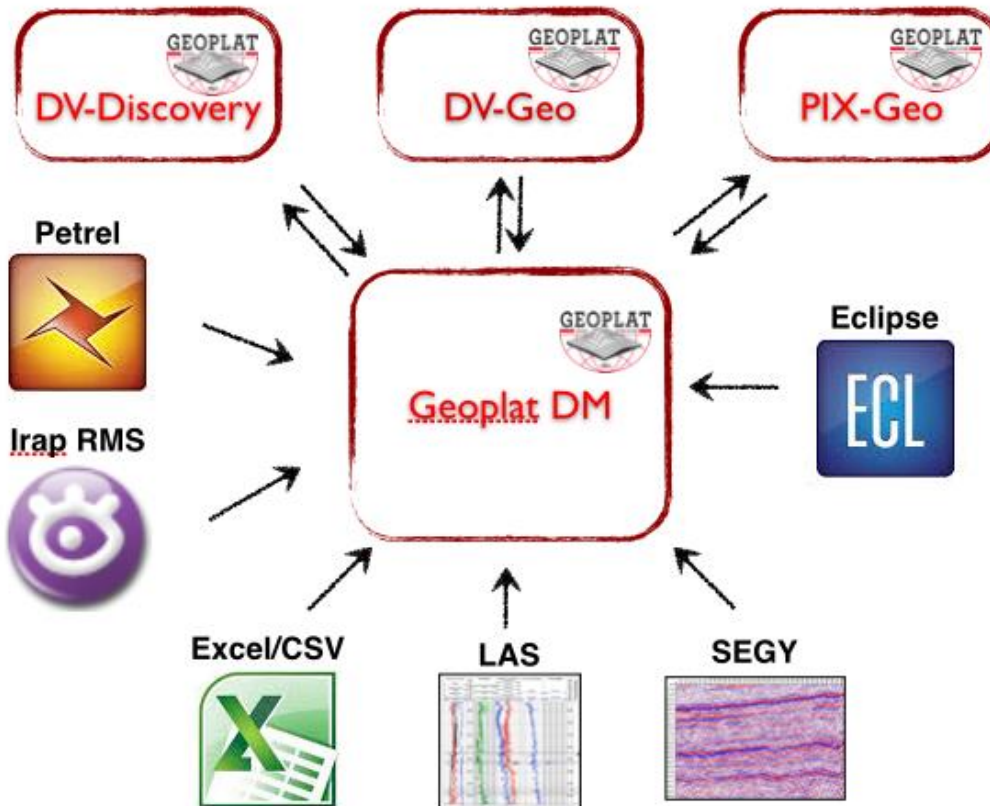 GEOPLAT
DV-Discovery
GEOPLAT
DV-Geo
GEOPLAT
PIX-Geo
Petrel
GEOPLAT
Geoplat DM
Eclipse
ECL
Irap RMS
Excel/CSV
LAS
SEGY